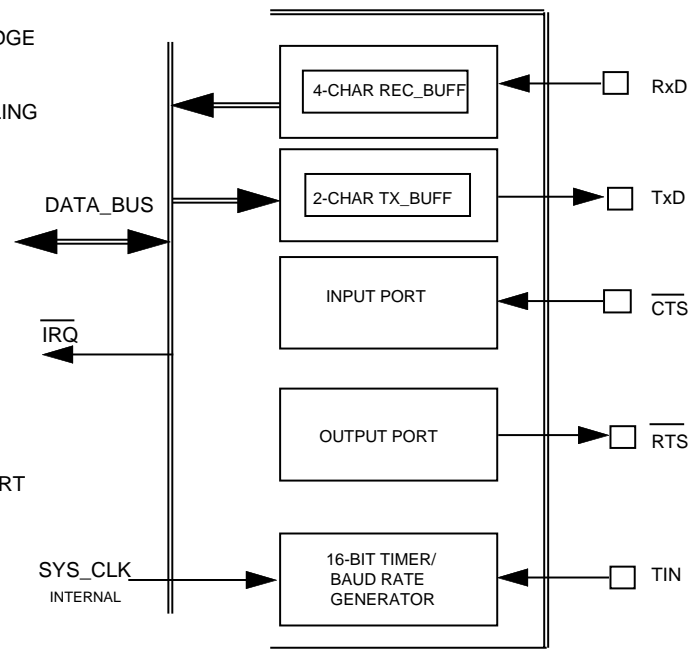 DGE
4-CHAR REC_BUFF
RxD
LING
2-CHAR TX_BUFF
TxD
DATA_BUS
INPUT PORT
CTS
IRQ
OUTPUT PORT
RTS
RT
16-BIT TIMER/
BAUD RATE
GENERATOR
SYS_CLK
INTERNAL
TIN